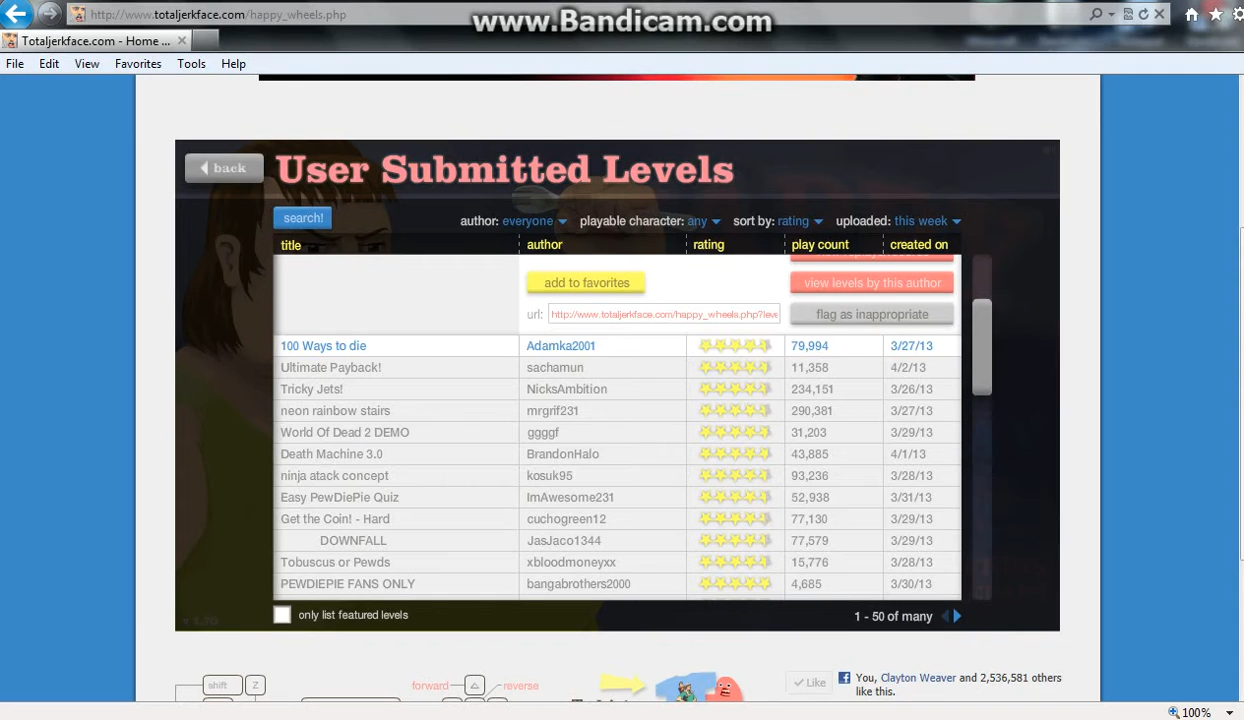 http://www.totaljerkface.com/happy_wheels.php
www.Bandicam.com
Totaljerkface.com - Home ...
File Edit View Favorites Tools Help
back
User Submitted Levels
search!
author: everyone playable character: any sort by: rating uploaded: this week
title author rating play count created on
add to favorites view levels by this author
url: http://www.totaljerkface.com/happy_wheels.php?leve flag as inappropriate
100 Ways to die Adamka2001 79,994 3/27/13
Ultimate Payback! sachamun 11,358 4/2/13
Tricky Jets! NicksAmbition 234,151 3/26/13
neon rainbow stairs mrgrif231 290,381 3/27/13
World Of Dead 2 DEMO ggggf 31,203 3/29/13
Death Machine 3.0 BrandonHalo 43,885 4/1/13
ninja atack concept kosuk95 93,236 3/28/13
Easy PewDiePie Quiz ImAwesome231 52,938 3/31/13
Get the Coin! - Hard cuchogreen12 77,130 3/29/13
DOWNFALL JasJaco1344 77,579 3/29/13
Tobuscus or Pewds xbloodmoneyxx 15,776 3/28/13
PEWDIEPIE FANS ONLY bangabrothers2000 4,685 3/30/13
only list featured levels 1 - 50 of many
v 1.70
shift Z forward reverse Like You, Clayton Weaver and 2,536,581 others
like this.
100%